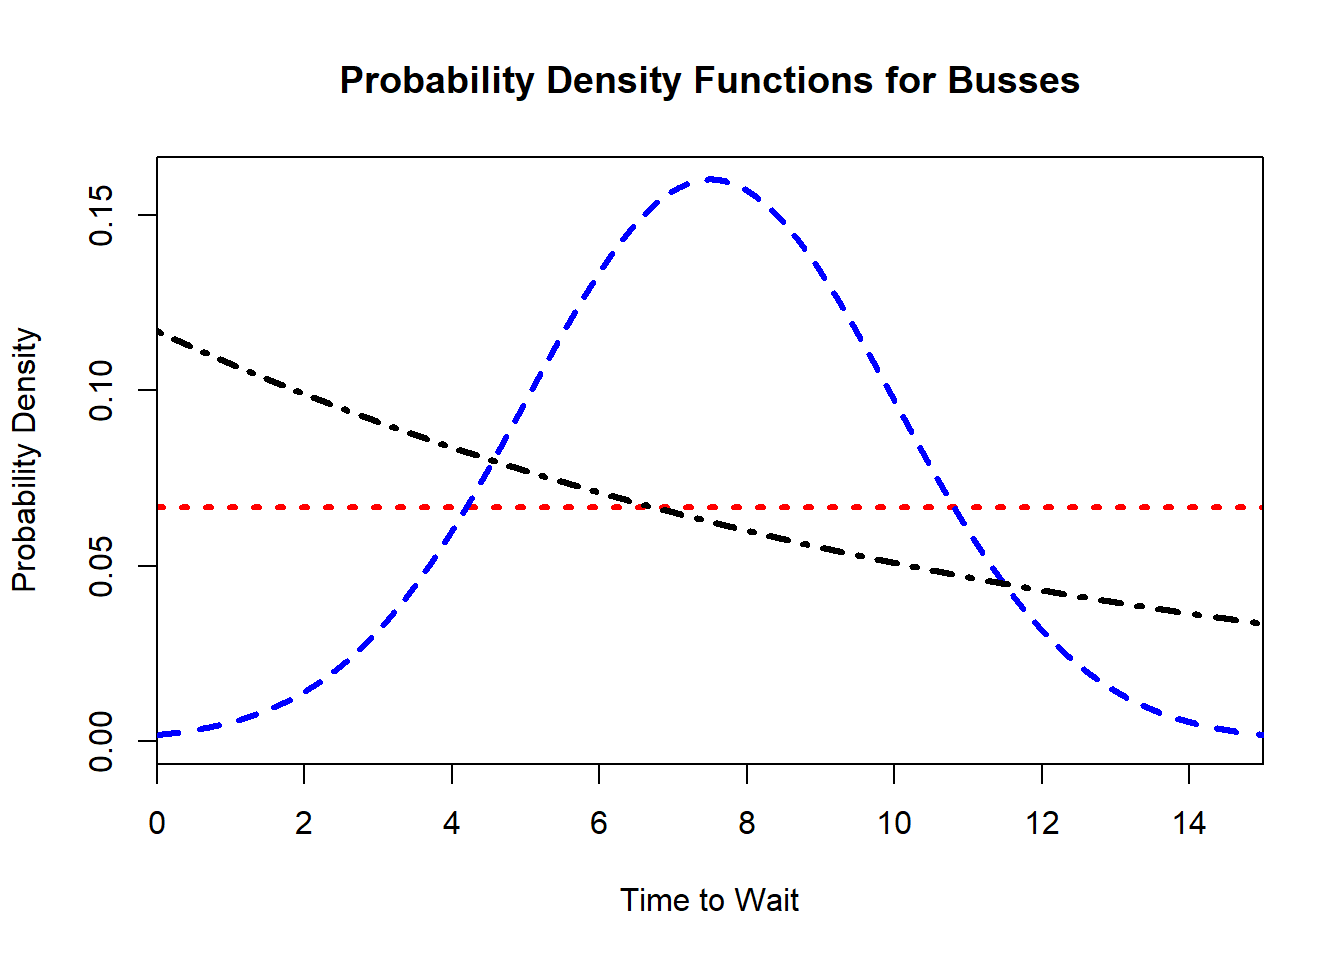 Probability Density Functions for Busses
Probability Density
0.15
0.10
0.05
0.00
0 2 4 6 8 10 12 14
Time to Wait